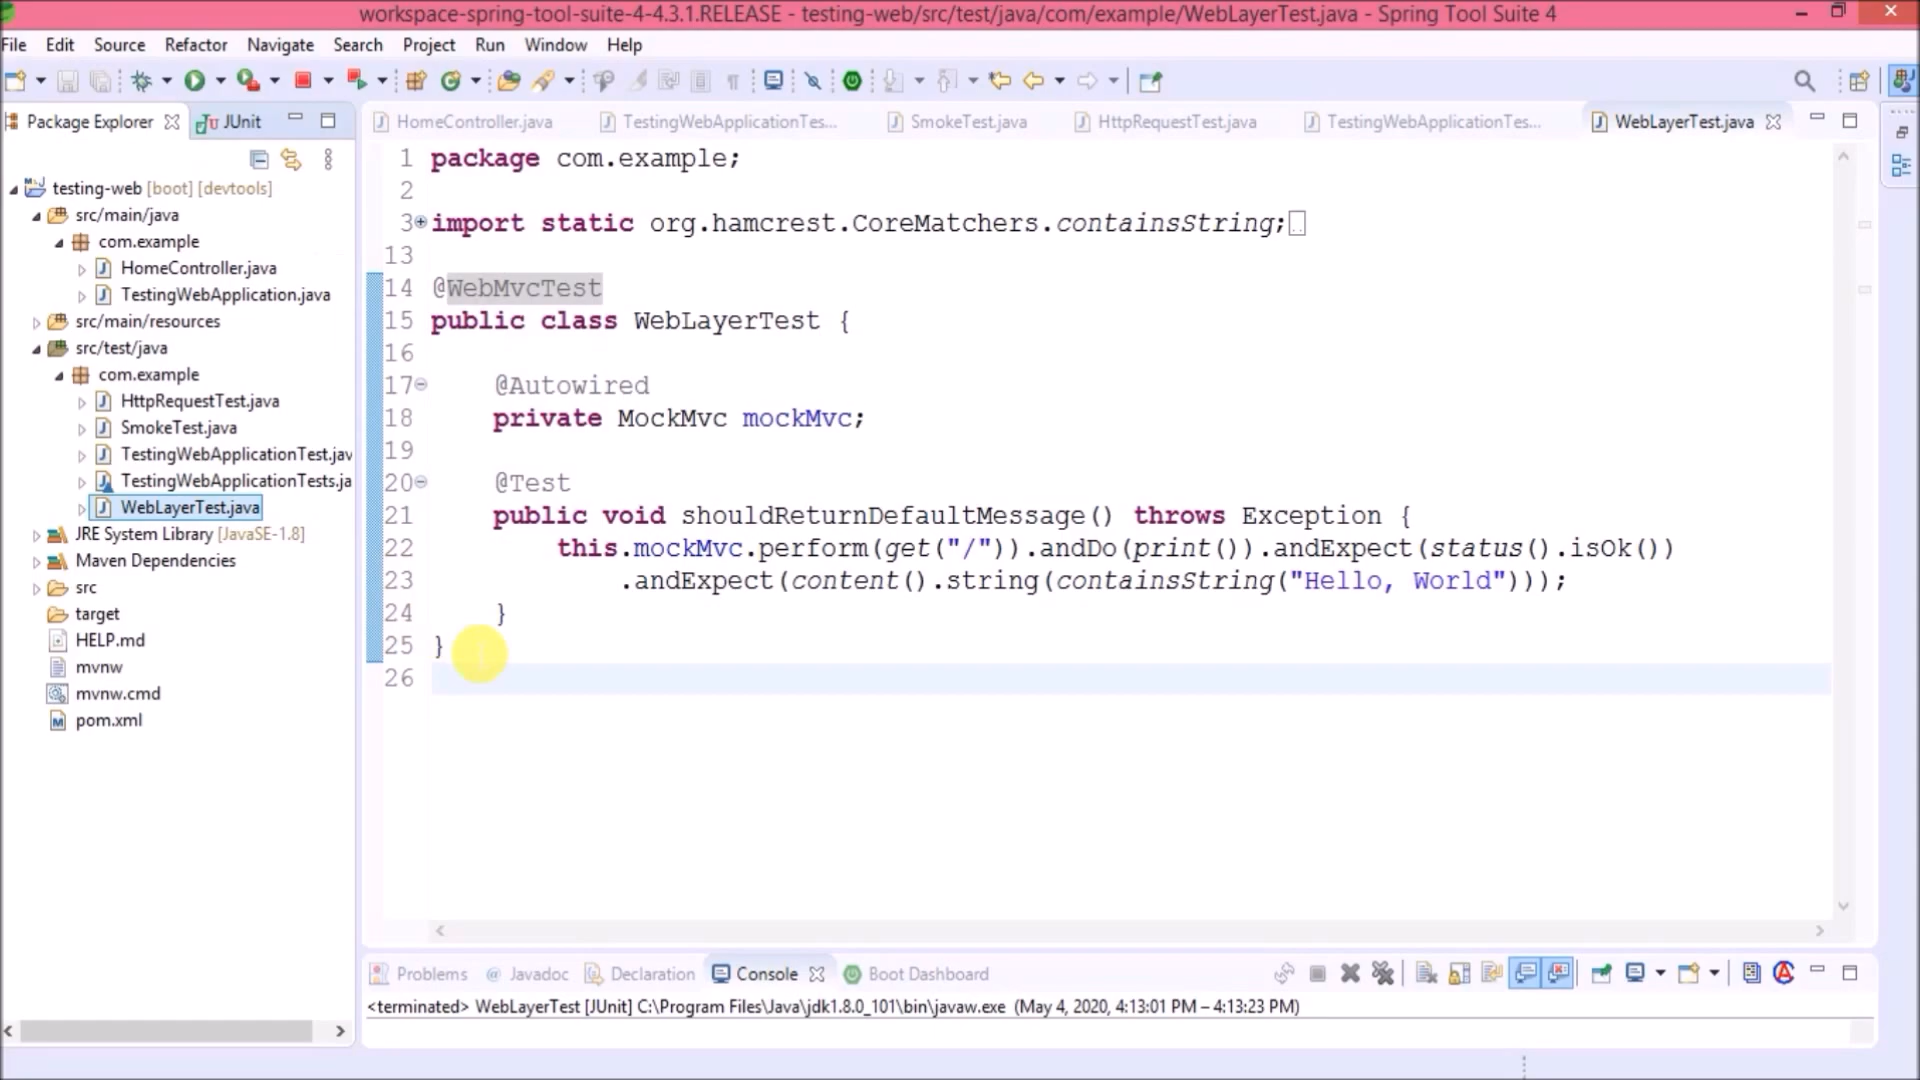 workspace-spring-tool-suite-4-4.3.1.RELEASE - testing-web/src/test/java/com/example/WebLayerTest.java - Spring Tool Suite 4
File Edit Source Refactor Navigate Search Project Run Window Help
Package Explorer JUnit
HomeController.java TestingWebApplicationTes... SmokeTest.java HttpRequestTest.java TestingWebApplicationTes... WebLayerTest.java
testing-web [boot] [devtools]
src/main/java
com.example
HomeController.java
TestingWebApplication.java
src/main/resources
src/test/java
com.example
HttpRequestTest.java
SmokeTest.java
TestingWebApplicationTest.jav
TestingWebApplicationTests.ja
WebLayerTest.java
JRE System Library [JavaSE-1.8]
Maven Dependencies
src
target
HELP.md
mvnw
mvnw.cmd
pom.xml
1 package com.example;
2
3 import static org.hamcrest.CoreMatchers.containsString;
13
14 @WebMvcTest
15 public class WebLayerTest {
16
17 @Autowired
18 private MockMvc mockMvc;
19
20 @Test
21 public void shouldReturnDefaultMessage() throws Exception {
22 this.mockMvc.perform(get("/")).andDo(print()).andExpect(status().isOk())
23 .andExpect(content().string(containsString("Hello, World")));
24 }
25 }
26
Problems Javadoc Declaration Console Boot Dashboard
<terminated> WebLayerTest [JUnit] C:\Program Files\Java\jdk1.8.0_101\bin\javaw.exe (May 4, 2020, 4:13:01 PM – 4:13:23 PM)